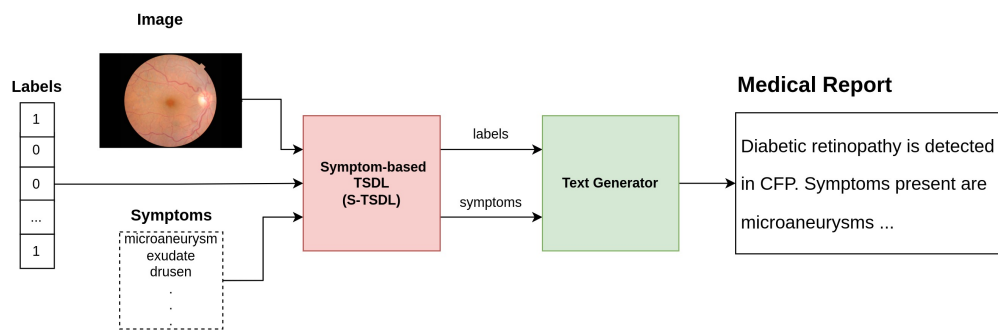 Image
Labels
1
0
0
...
1
Symptoms
microaneurysm
exudate
drusen
.
.
.
Symptom-based
TSDL
(S-TSDL)
labels
symptoms
Text Generator
Medical Report
Diabetic retinopathy is detected
in CFP. Symptoms present are
microaneurysms ...